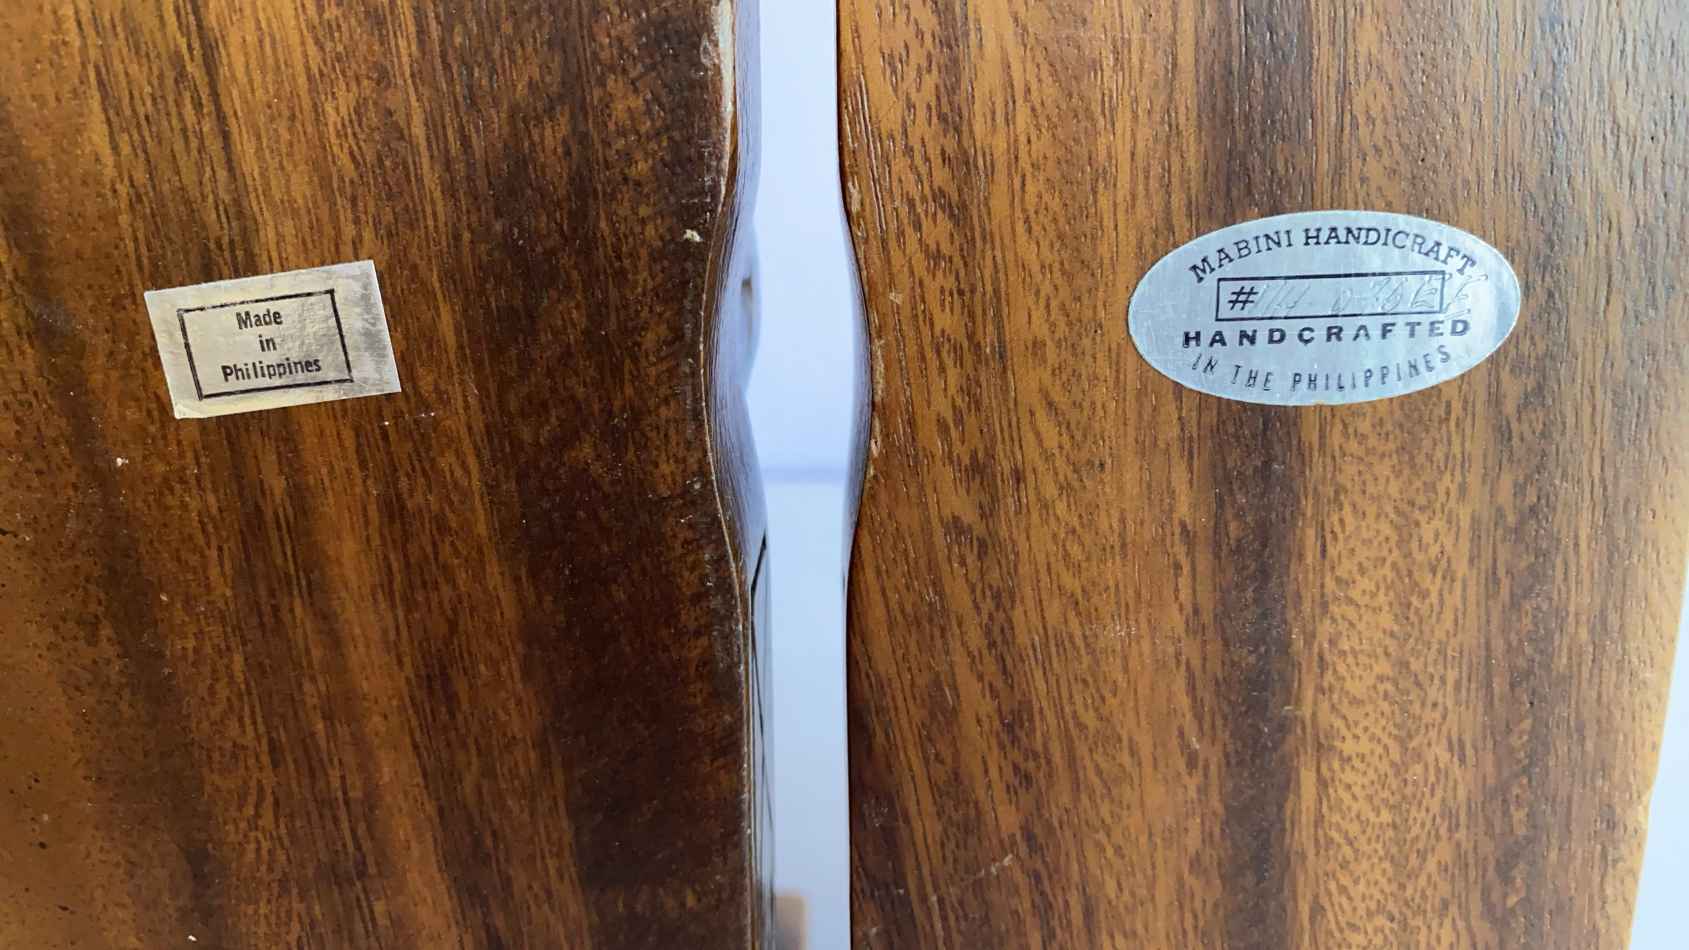 Made
in
Philippines
MABINI HANDICRAFT
#
HANDCRAFTED
IN THE PHILIPPINES